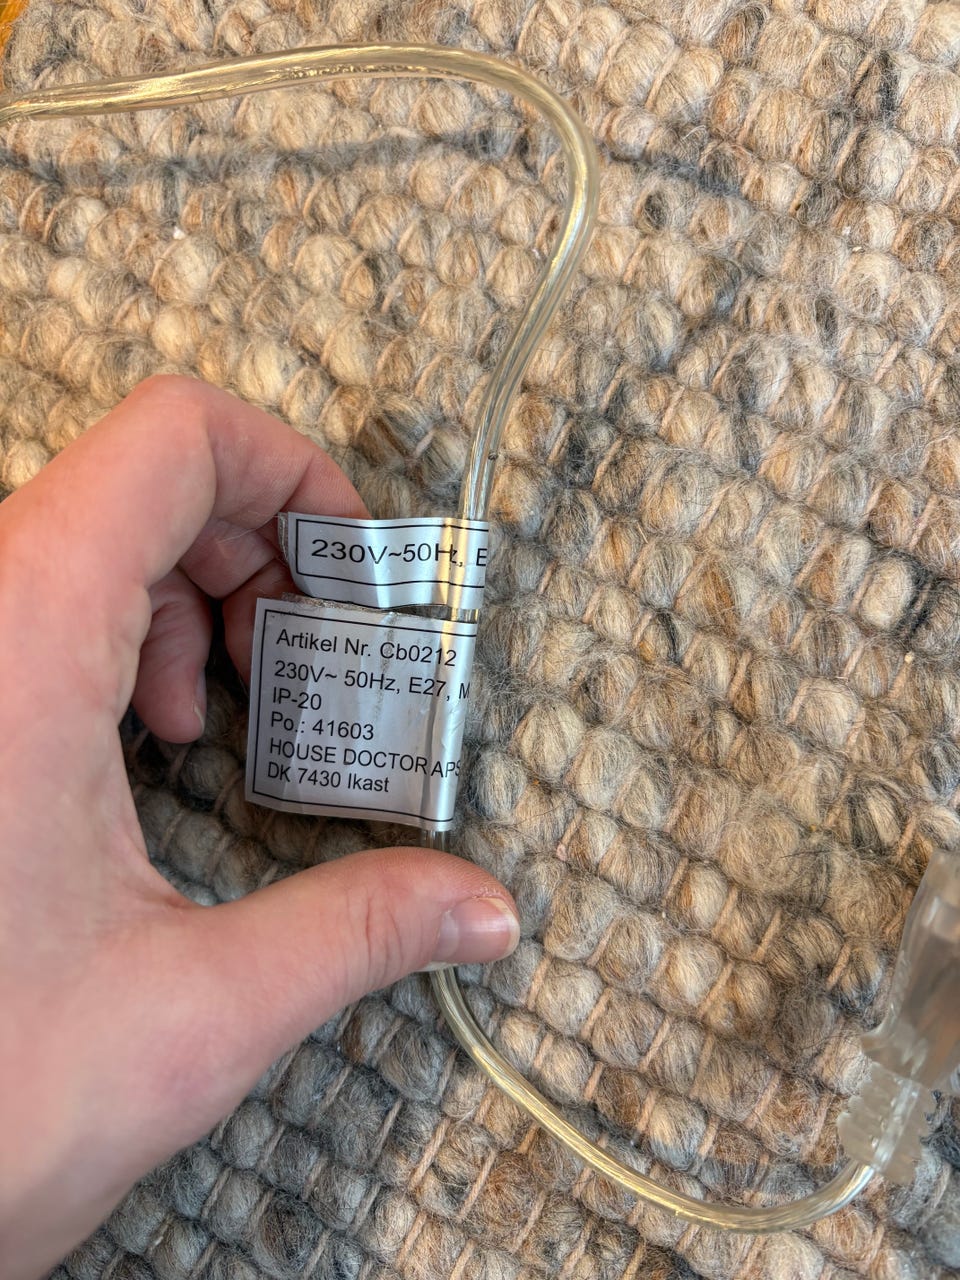 230V~50Hz, E
Artikel Nr. Cb0212
230V~ 50Hz, E27, M
IP-20
Po.: 41603
HOUSE DOCTOR APS
DK 7430 Ikast